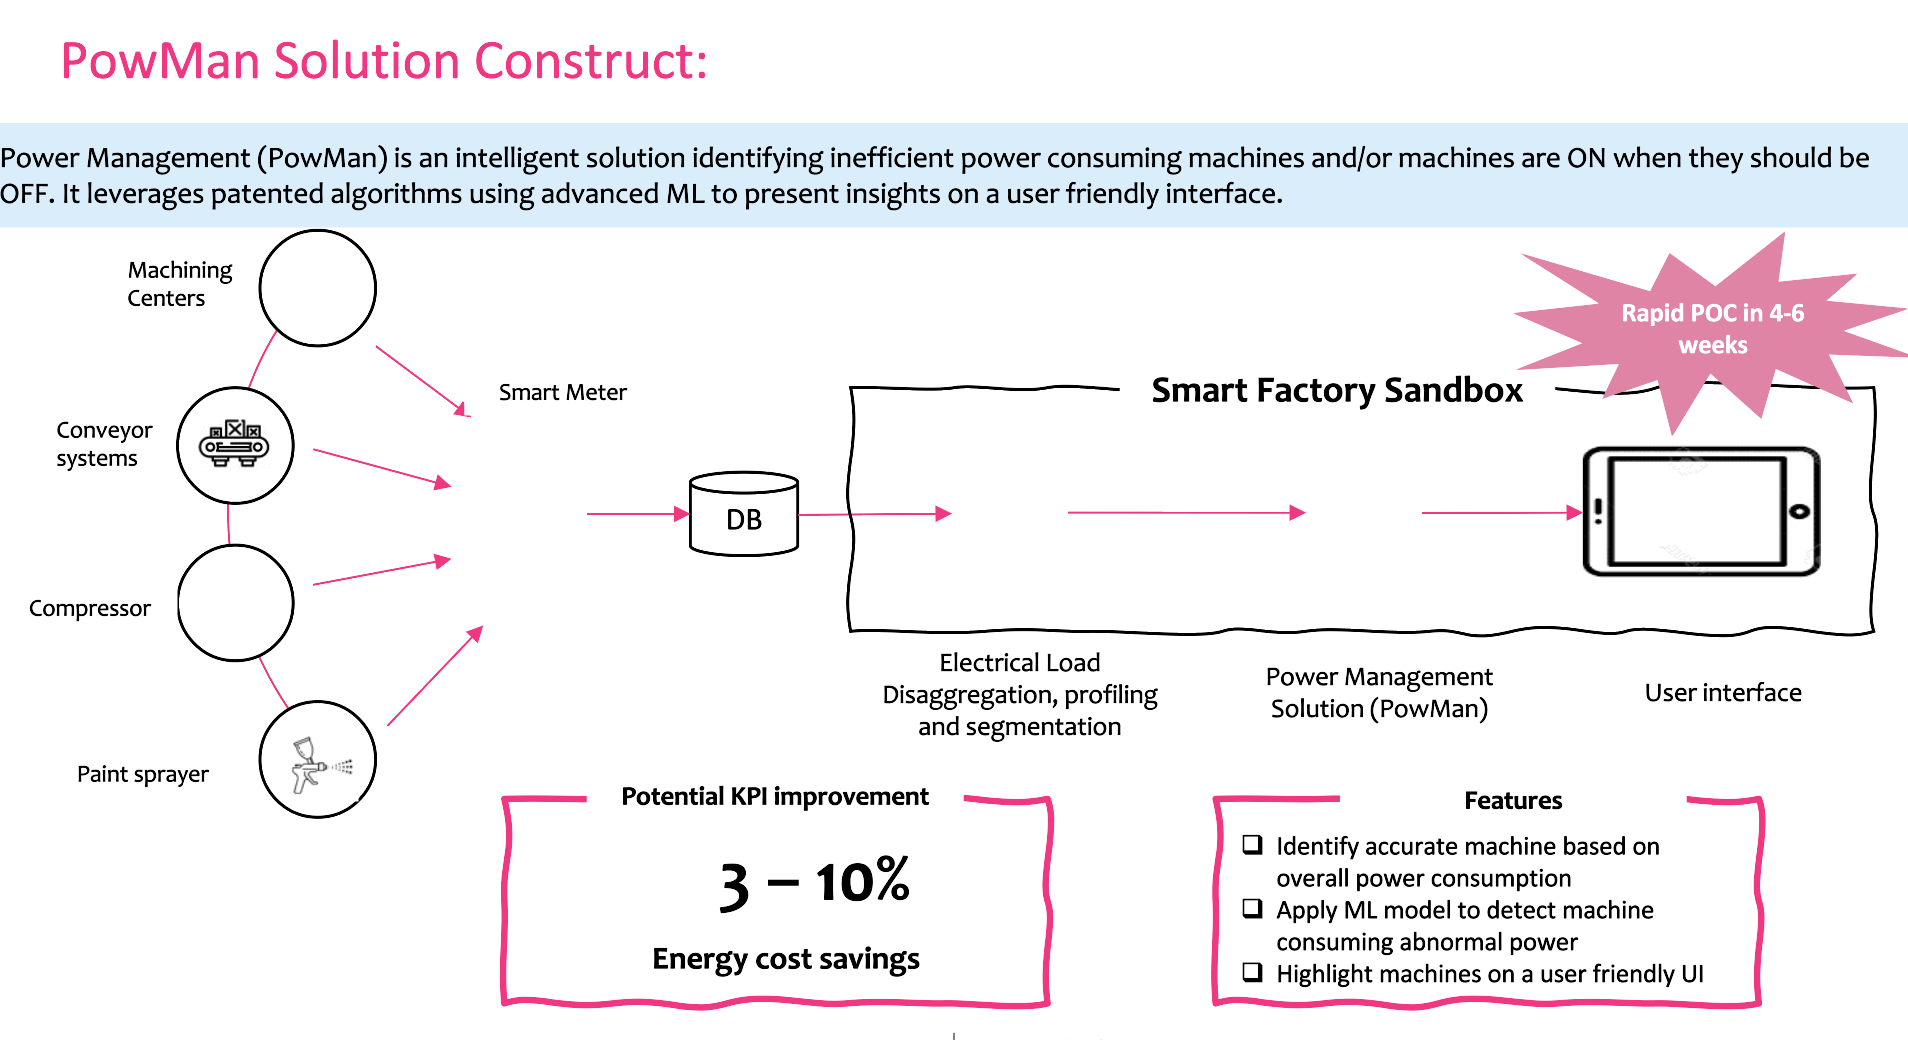 PowMan Solution Construct:
Power Management (PowMan) is an intelligent solution identifying inefficient power consuming machines and/or machines are ON when they should be
OFF. It leverages patented algorithms using advanced ML to present insights on a user friendly interface.
Machining
Centers
Rapid POC in 4-6
weeks
Smart Meter
Smart Factory Sandbox
Conveyor
systems
DB
Compressor
Electrical Load
Disaggregation, profiling
and segmentation
Power Management
Solution (PowMan)
User interface
Paint sprayer
Potential KPI improvement
3 – 10%
Energy cost savings
Features
❑ Identify accurate machine based on
overall power consumption
❑ Apply ML model to detect machine
consuming abnormal power
❑ Highlight machines on a user friendly UI